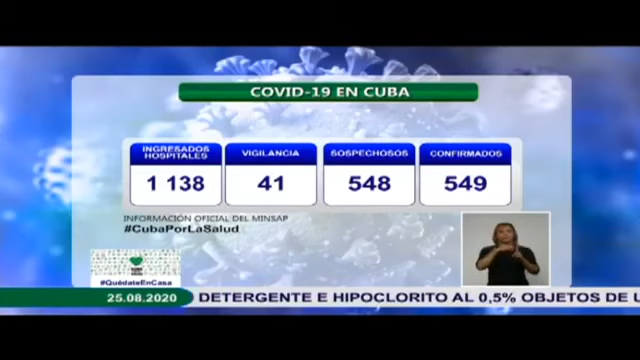 COVID-19 EN CUBA
INGRESADOS
HOSPITALES
1 138
VIGILANCIA
41
SOSPECHOSOS
548
CONFIRMADOS
549
INFORMACIÓN OFICIAL DEL MINSAP
#CubaPorLaSalud
#QuédateEnCasa
25.08.2020
DETERGENTE E HIPOCLORITO AL 0,5% OBJETOS DE